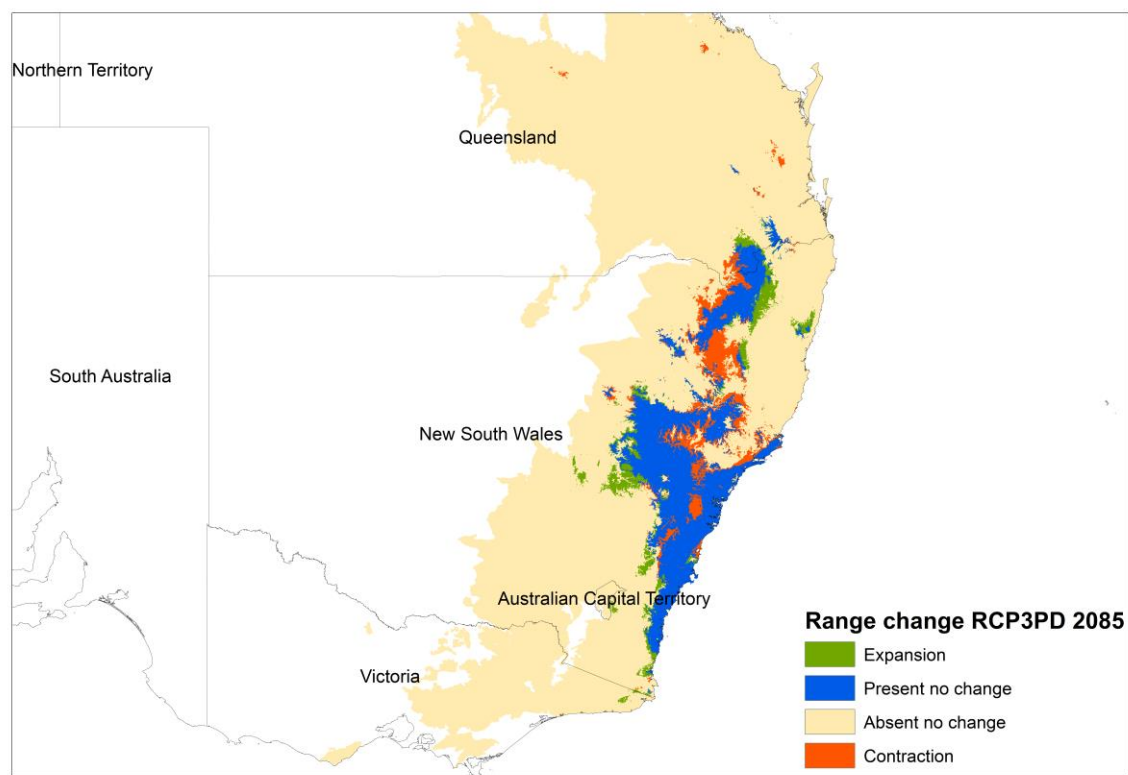 Northern Territory
Queensland
South Australia
New South Wales
Australian Capital Territory
Victoria
Range change RCP3PD 2085
Expansion
Present no change
Absent no change
Contraction